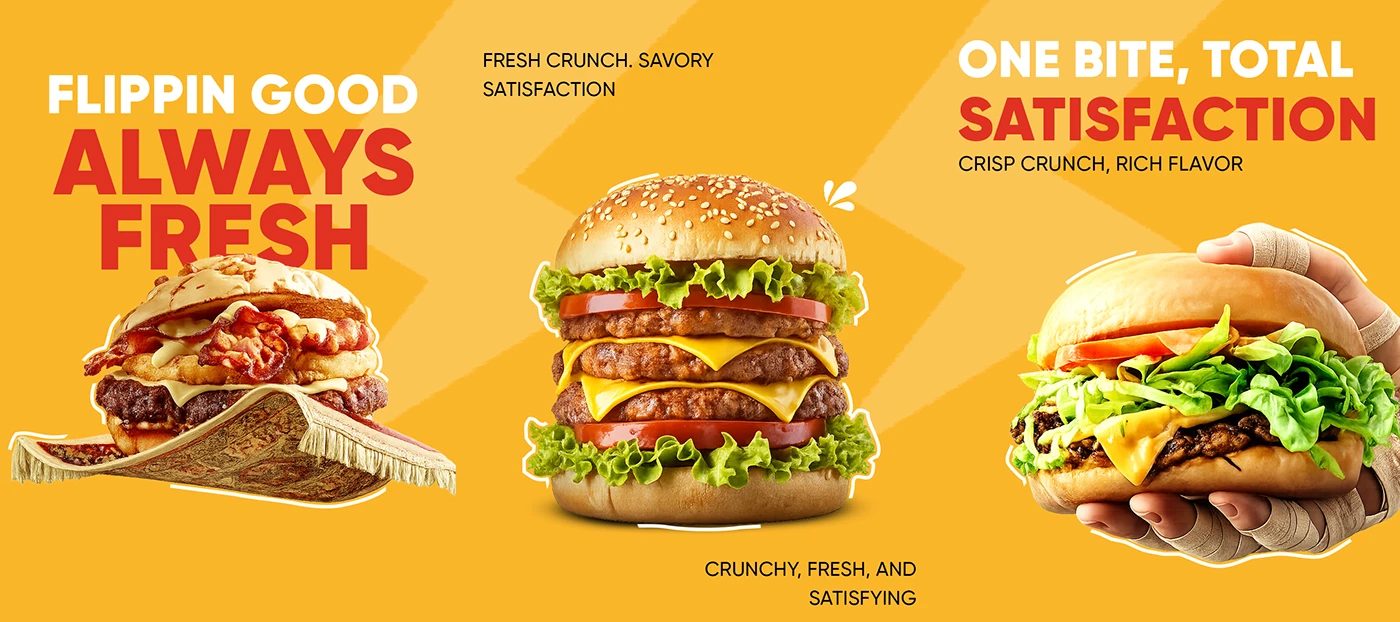 FLIPPIN GOOD
ALWAYS
FRESH
FRESH CRUNCH. SAVORY
SATISFACTION
CRUNCHY, FRESH, AND
SATISFYING
ONE BITE, TOTAL
SATISFACTION
CRISP CRUNCH, RICH FLAVOR